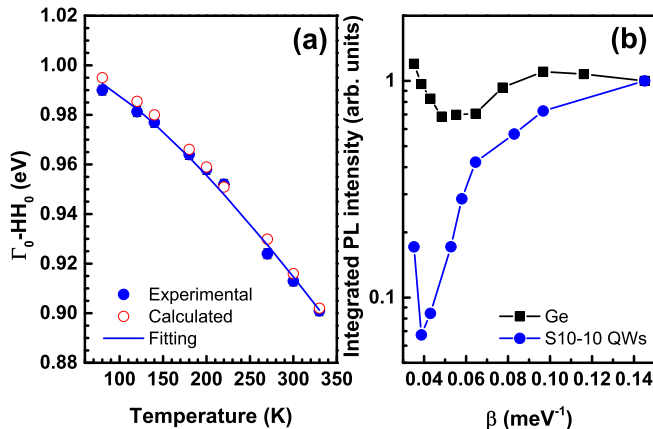 (a)
1.02
1.00
0.98
0.96
0.94
0.92
0.90
0.88
Γ0-HH0 (eV)
Experimental
Calculated
Fitting
100 150 200 250 300 350
Temperature (K)
(b)
Integrated PL intensity (arb. units)
1
0.1
Ge
S10-10 QWs
0.04 0.06 0.08 0.10 0.12 0.14
β (meV-1)